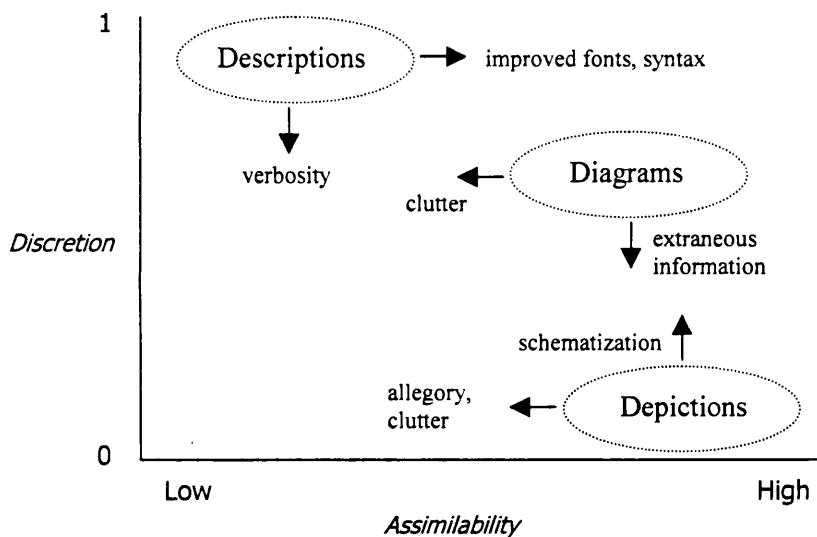 1
Descriptions
improved fonts, syntax
verbosity
Diagrams
clutter
Discretion
extraneous
information
schematization
allegory,
clutter
Depictions
0
Low
High
Assimilability